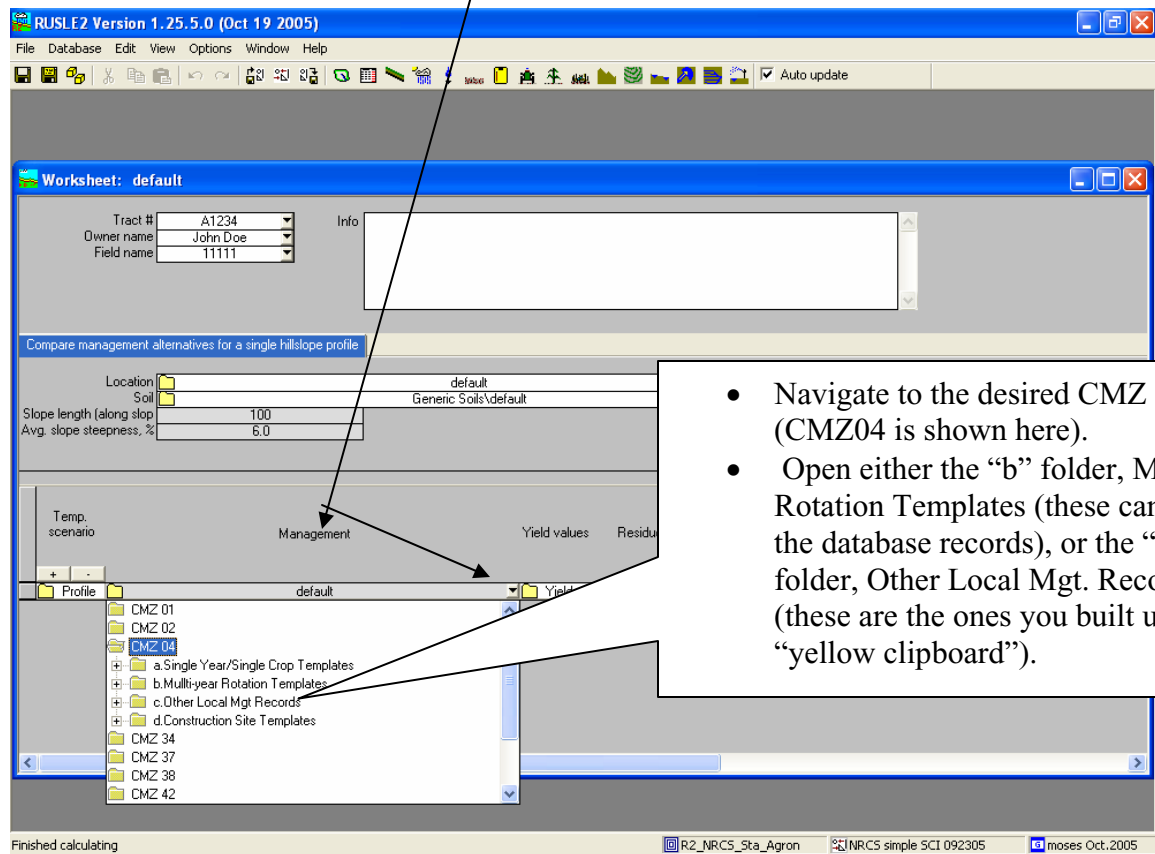 RUSLE2 Version 1.25.5.0 (Oct 19 2005)
File Database Edit View Options Window Help
Auto update
Worksheet: default
Tract # A1234
Owner name John Doe
Field name 11111
Info
Compare management alternatives for a single hillslope profile
Location default
Soil Generic Soils\default
Slope length (along slop 100
Avg. slope steepness, % 6.0
Temp. scenario Management Yield values Residu
+ -
Profile default Yield
CMZ 01
CMZ 02
CMZ 04
a.Single Year/Single Crop Templates
b.Mullti-year Rotation Templates
c.Other Local Mgt Records
d.Construction Site Templates
CMZ 34
CMZ 37
CMZ 38
CMZ 42
• Navigate to the desired CMZ
(CMZ04 is shown here).
• Open either the “b” folder, M
Rotation Templates (these can
the database records), or the “
folder, Other Local Mgt. Reco
(these are the ones you built u
“yellow clipboard”).
Finished calculating R2_NRCS_Sta_Agron NRCS simple SCI 092305 moses Oct.2005